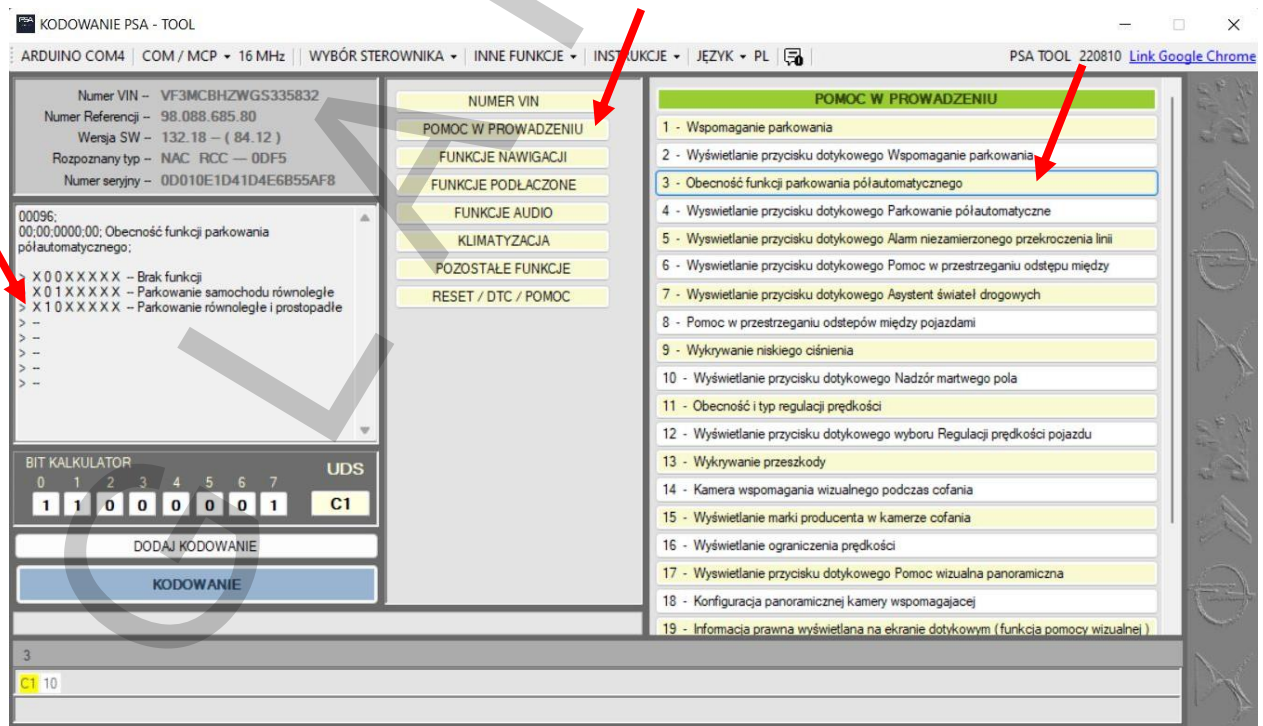 KODOWANIE PSA - TOOL
ARDUINO COM4 COM / MCP 16 MHz WYBÓR STEROWNIKA INNE FUNKCJE INSTRUKCJE JĘZYK PL PSA TOOL 220810 Link Google Chrome
Numer VIN -- VF3MCBHZWGS335832
Numer Referencji -- 98.088.685.80
Wersja SW -- 132.18 -- ( 84.12 )
Rozpoznany typ -- NAC RCC --- 0DF5
Numer seryjny -- 0D010E1D41D4E6B55AF8
00096;
00;00;0000;00; Obecność funkcji parkowania
półautomatycznego;
> X 0 0 X X X X X -- Brak funkcji
X 0 1 X X X X X -- Parkowanie samochodu równoległe
> X 1 0 X X X X X -- Parkowanie równoległe i prostopadłe
> --
> --
> --
> --
> --
BIT KALKULATOR
UDS
0 1 2 3 4 5 6 7
1 1 0 0 0 0 0 1 C1
DODAJ KODOWANIE
KODOWANIE
NUMER VIN
POMOC W PROWADZENIU
FUNKCJE NAWIGACJI
FUNKCJE PODŁACZONE
FUNKCJE AUDIO
KLIMATYZACJA
POZOSTAŁE FUNKCJE
RESET / DTC / POMOC
POMOC W PROWADZENIU
1 - Wspomaganie parkowania
2 - Wyświetlanie przycisku dotykowego Wspomaganie parkowania
3 - Obecność funkcji parkowania półautomatycznego
4 - Wyswietlanie przycisku dotykowego Parkowanie półautomatyczne
5 - Wyswietlanie przycisku dotykowego Alarm niezamierzonego przekroczenia linii
6 - Wyswietlanie przycisku dotykowego Pomoc w przestrzeganiu odstępu między
7 - Wyswietlanie przycisku dotykowego Asystent świateł drogowych
8 - Pomoc w przestrzeganiu odstepów między pojazdami
9 - Wykrywanie niskiego ciśnienia
10 - Wyświetlanie przycisku dotykowego Nadzór martwego pola
11 - Obecność i typ regulacji prędkości
12 - Wyświetlanie przycisku dotykowego wyboru Regulacji prędkości pojazdu
13 - Wykrywanie przeszkody
14 - Kamera wspomagania wizualnego podczas cofania
15 - Wyświetlanie marki producenta w kamerze cofania
16 - Wyświetlanie ograniczenia prędkości
17 - Wyswietlanie przycisku dotykowego Pomoc wizualna panoramiczna
18 - Konfiguracja panoramicznej kamery wspomagajacej
19 - Informacja prawna wyświetlana na ekranie dotykowym ( funkcja pomocy wizualnej )
3
C1 10